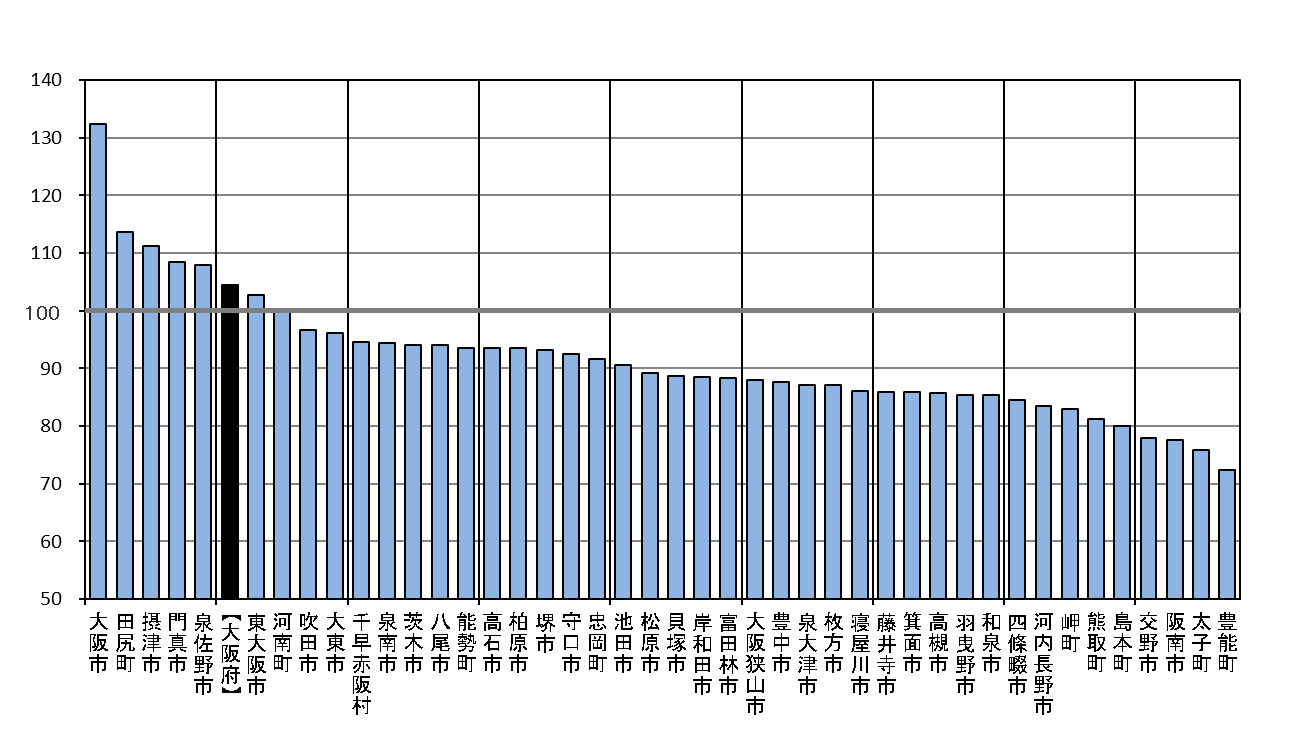 140
130
120
110
100
90
80
70
60
50
大阪市
田尻町
摂津市
門真市
泉佐野市
【大阪府】
東大阪市
河南町
吹田市
大東市
千早赤阪村
泉南市
茨木市
八尾市
能勢町
高石市
柏原市
堺市
守口市
忠岡町
池田市
松原市
貝塚市
岸和田市
富田林市
大阪狭山市
豊中市
泉大津市
枚方市
寝屋川市
藤井寺市
箕面市
高槻市
羽曳野市
和泉市
四條畷市
河内長野市
岬町
熊取町
島本町
交野市
阪南市
太子町
豊能町